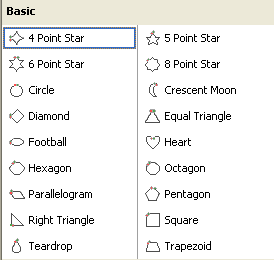 Basic
4 Point Star 5 Point Star
6 Point Star 8 Point Star
Circle Crescent Moon
Diamond Equal Triangle
Football Heart
Hexagon Octagon
Parallelogram Pentagon
Right Triangle Square
Teardrop Trapezoid